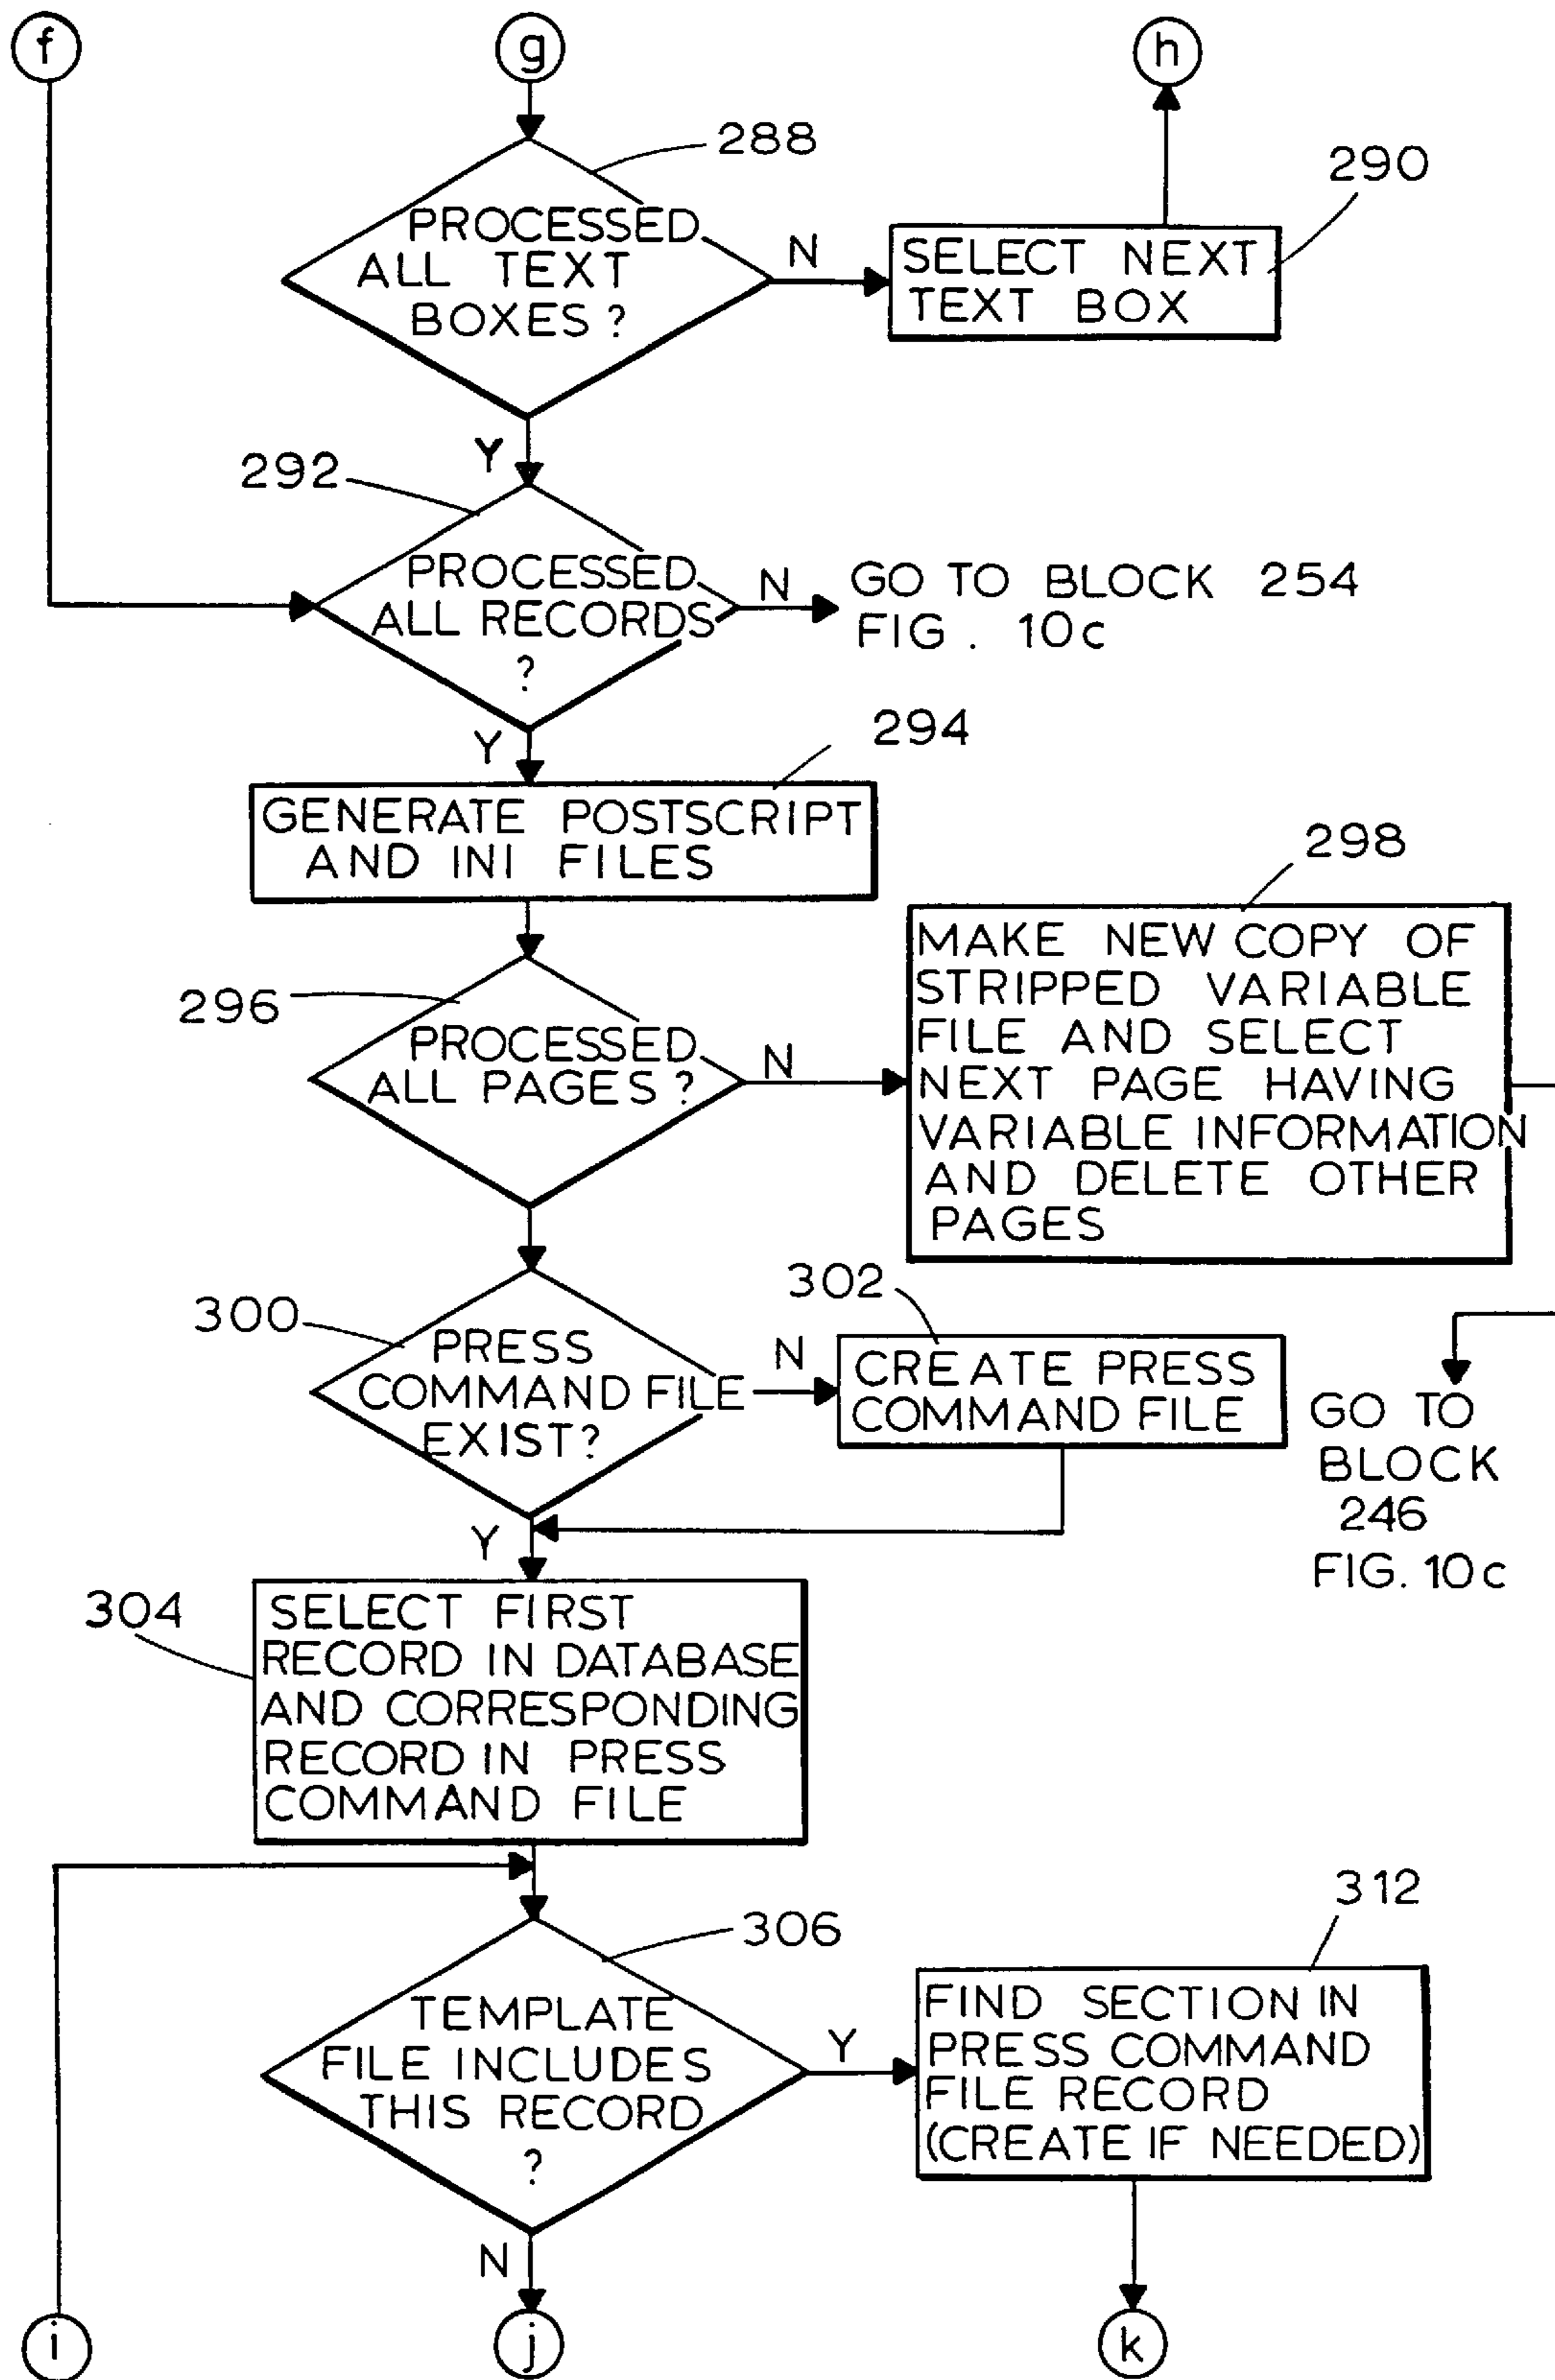 f
g
h
288
290
PROCESSED
ALL TEXT
BOXES ?
N
SELECT NEXT
TEXT BOX
Y
292
PROCESSED
ALL RECORDS
?
N
GO TO BLOCK 254
FIG . 10c
Y
294
GENERATE POSTSCRIPT
AND INI FILES
298
296
PROCESSED
ALL PAGES ?
N
MAKE NEW COPY OF
STRIPPED VARIABLE
FILE AND SELECT
NEXT PAGE HAVING
VARIABLE INFORMATION
AND DELETE OTHER
PAGES
300
302
PRESS
COMMAND FILE
EXIST?
N
CREATE PRESS
COMMAND FILE
GO TO
BLOCK
246
FIG. 10c
Y
304
SELECT FIRST
RECORD IN DATABASE
AND CORRESPONDING
RECORD IN PRESS
COMMAND FILE
306
312
TEMPLATE
FILE INCLUDES
THIS RECORD
?
Y
FIND SECTION IN
PRESS COMMAND
FILE RECORD
(CREATE IF NEEDED)
N
i
j
k